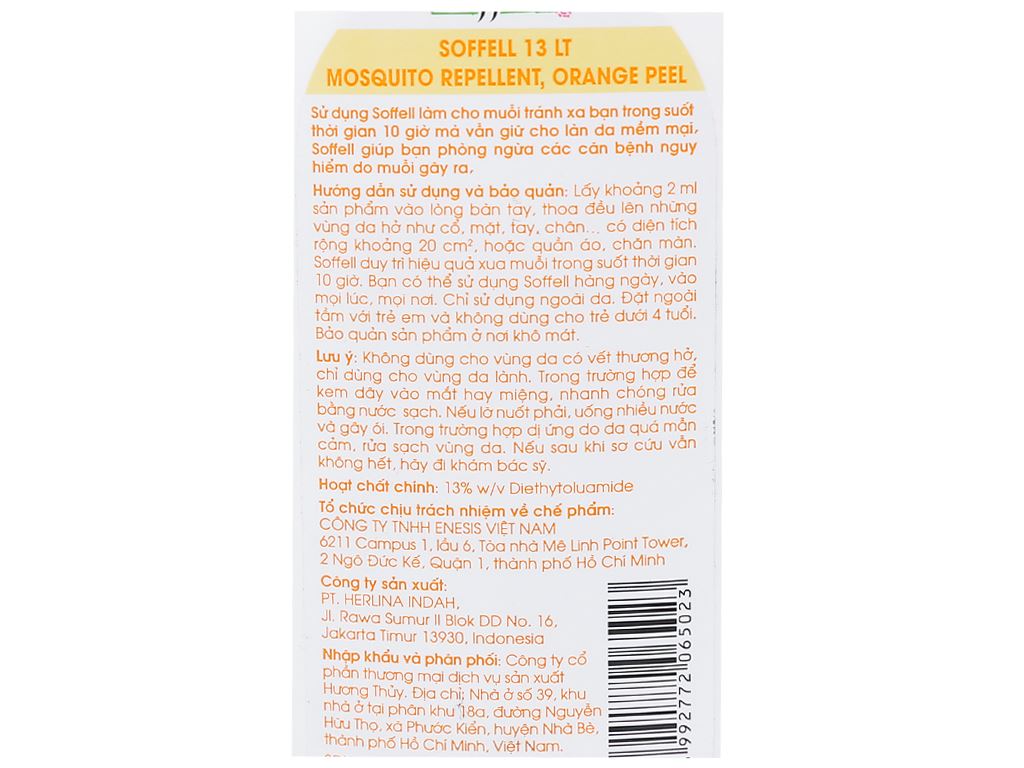 SOFFELL 13 LT
MOSQUITO REPELLENT, ORANGE PEEL
Sử dụng Soffell làm cho muỗi tránh xa bạn trong suốt
thời gian 10 giờ mà vẫn giữ cho làn da mềm mại,
Soffell giúp bạn phòng ngừa các căn bệnh nguy
hiểm do muỗi gây ra,
Hướng dẫn sử dụng và bảo quản: Lấy khoảng 2 ml
sản phẩm vào lòng bàn tay, thoa đều lên những
vùng da hở như cổ, mặt, tay, chân... có diện tích
rộng khoảng 20 cm², hoặc quần áo, chăn màn.
Soffell duy trì hiệu quả xua muỗi trong suốt thời gian
10 giờ. Bạn có thể sử dụng Soffell hàng ngày, vào
mọi lúc, mọi nơi. Chỉ sử dụng ngoài da. Đặt ngoài
tầm với trẻ em và không dùng cho trẻ dưới 4 tuổi.
Bảo quản sản phẩm ở nơi khô mát.
Lưu ý: Không dùng cho vùng da có vết thương hở,
chỉ dùng cho vùng da lành. Trong trường hợp để
kem dây vào mắt hay miệng, nhanh chóng rửa
bằng nước sạch. Nếu lỡ nuốt phải, uống nhiều nước
và gây ói. Trong trường hợp dị ứng do da quá mẫn
cảm, rửa sạch vùng da. Nếu sau khi sơ cứu vẫn
không hết, hãy đi khám bác sỹ.
Hoạt chất chính: 13% w/v Diethytoluamide
Tổ chức chịu trách nhiệm về chế phẩm:
CÔNG TY TNHH ENESIS VIỆT NAM
6211 Campus 1, lầu 6, Tòa nhà Mê Linh Point Tower,
2 Ngô Đức Kế, Quận 1, thành phố Hồ Chí Minh
Công ty sản xuất:
PT. HERLINA INDAH,
Jl. Rawa Sumur II Blok DD No. 16,
Jakarta Timur 13930, Indonesia
Nhập khẩu và phân phối: Công ty cổ
phần thương mại dịch vụ sản xuất
Hương Thủy. Địa chỉ: Nhà ở số 39, khu
nhà ở tại phân khu 18a, đường Nguyễn
Hữu Thọ, xã Phước Kiển, huyện Nhà Bè,
thành phố Hồ Chí Minh, Việt Nam.
992772 065023